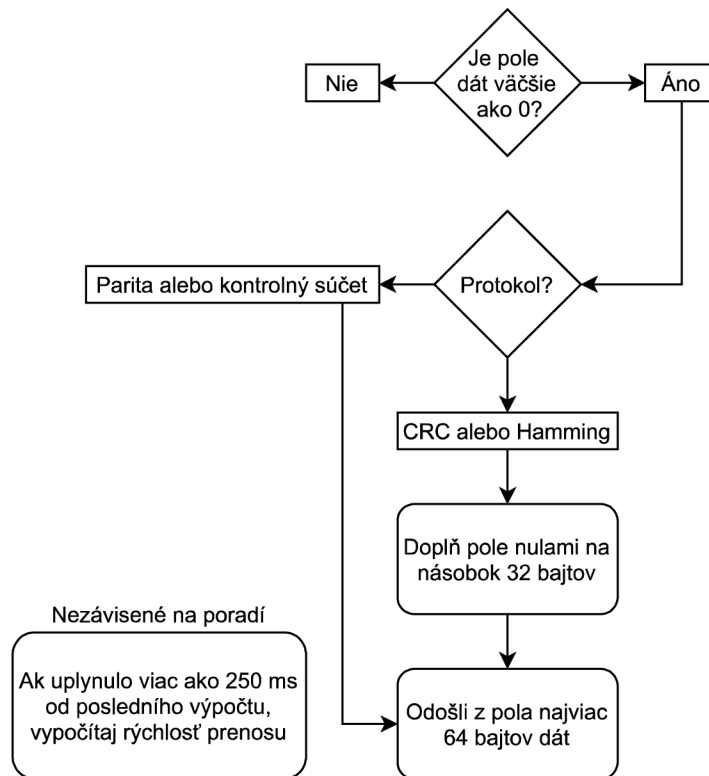 Je pole
dát väčšie
ako 0?
Nie
Áno
Protokol?
Parita alebo kontrolný súčet
CRC alebo Hamming
Doplň pole nulami na
násobok 32 bajtov
Nezávisené na poradí
Ak uplynulo viac ako 250 ms
od posledního výpočtu,
vypočítaj rýchlosť prenosu
Odošli z pola najviac
64 bajtov dát